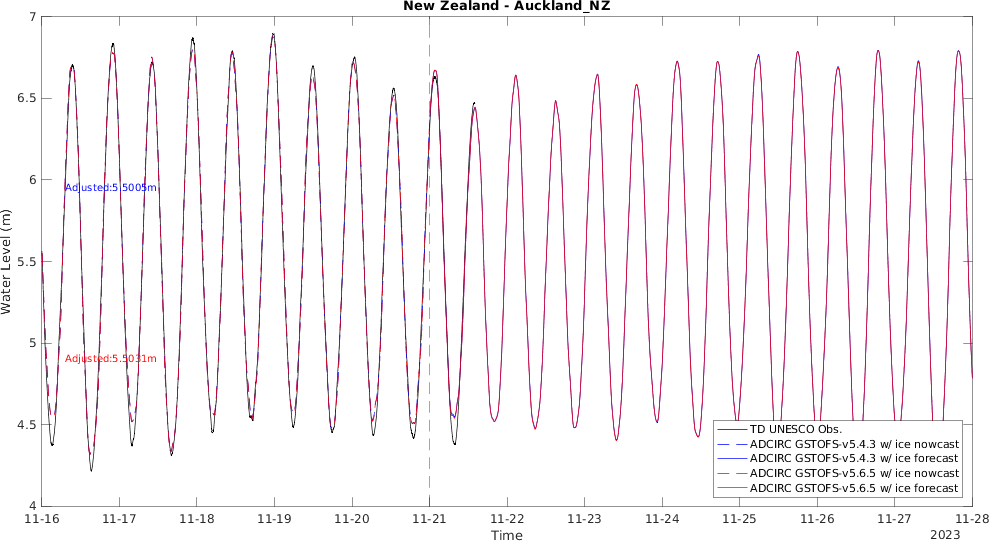 New Zealand - Auckland_NZ
7
6.5
6
5.5
5
4.5
4
Water Level (m)
Adjusted:5.5005m
Adjusted:5.5031m
TD UNESCO Obs.
ADCIRC GSTOFS-v5.4.3 w/ ice nowcast
ADCIRC GSTOFS-v5.4.3 w/ ice forecast
ADCIRC GSTOFS-v5.6.5 w/ ice nowcast
ADCIRC GSTOFS-v5.6.5 w/ ice forecast
11-16 11-17 11-18 11-19 11-20 11-21 11-22 11-23 11-24 11-25 11-26 11-27 11-28
Time
2023